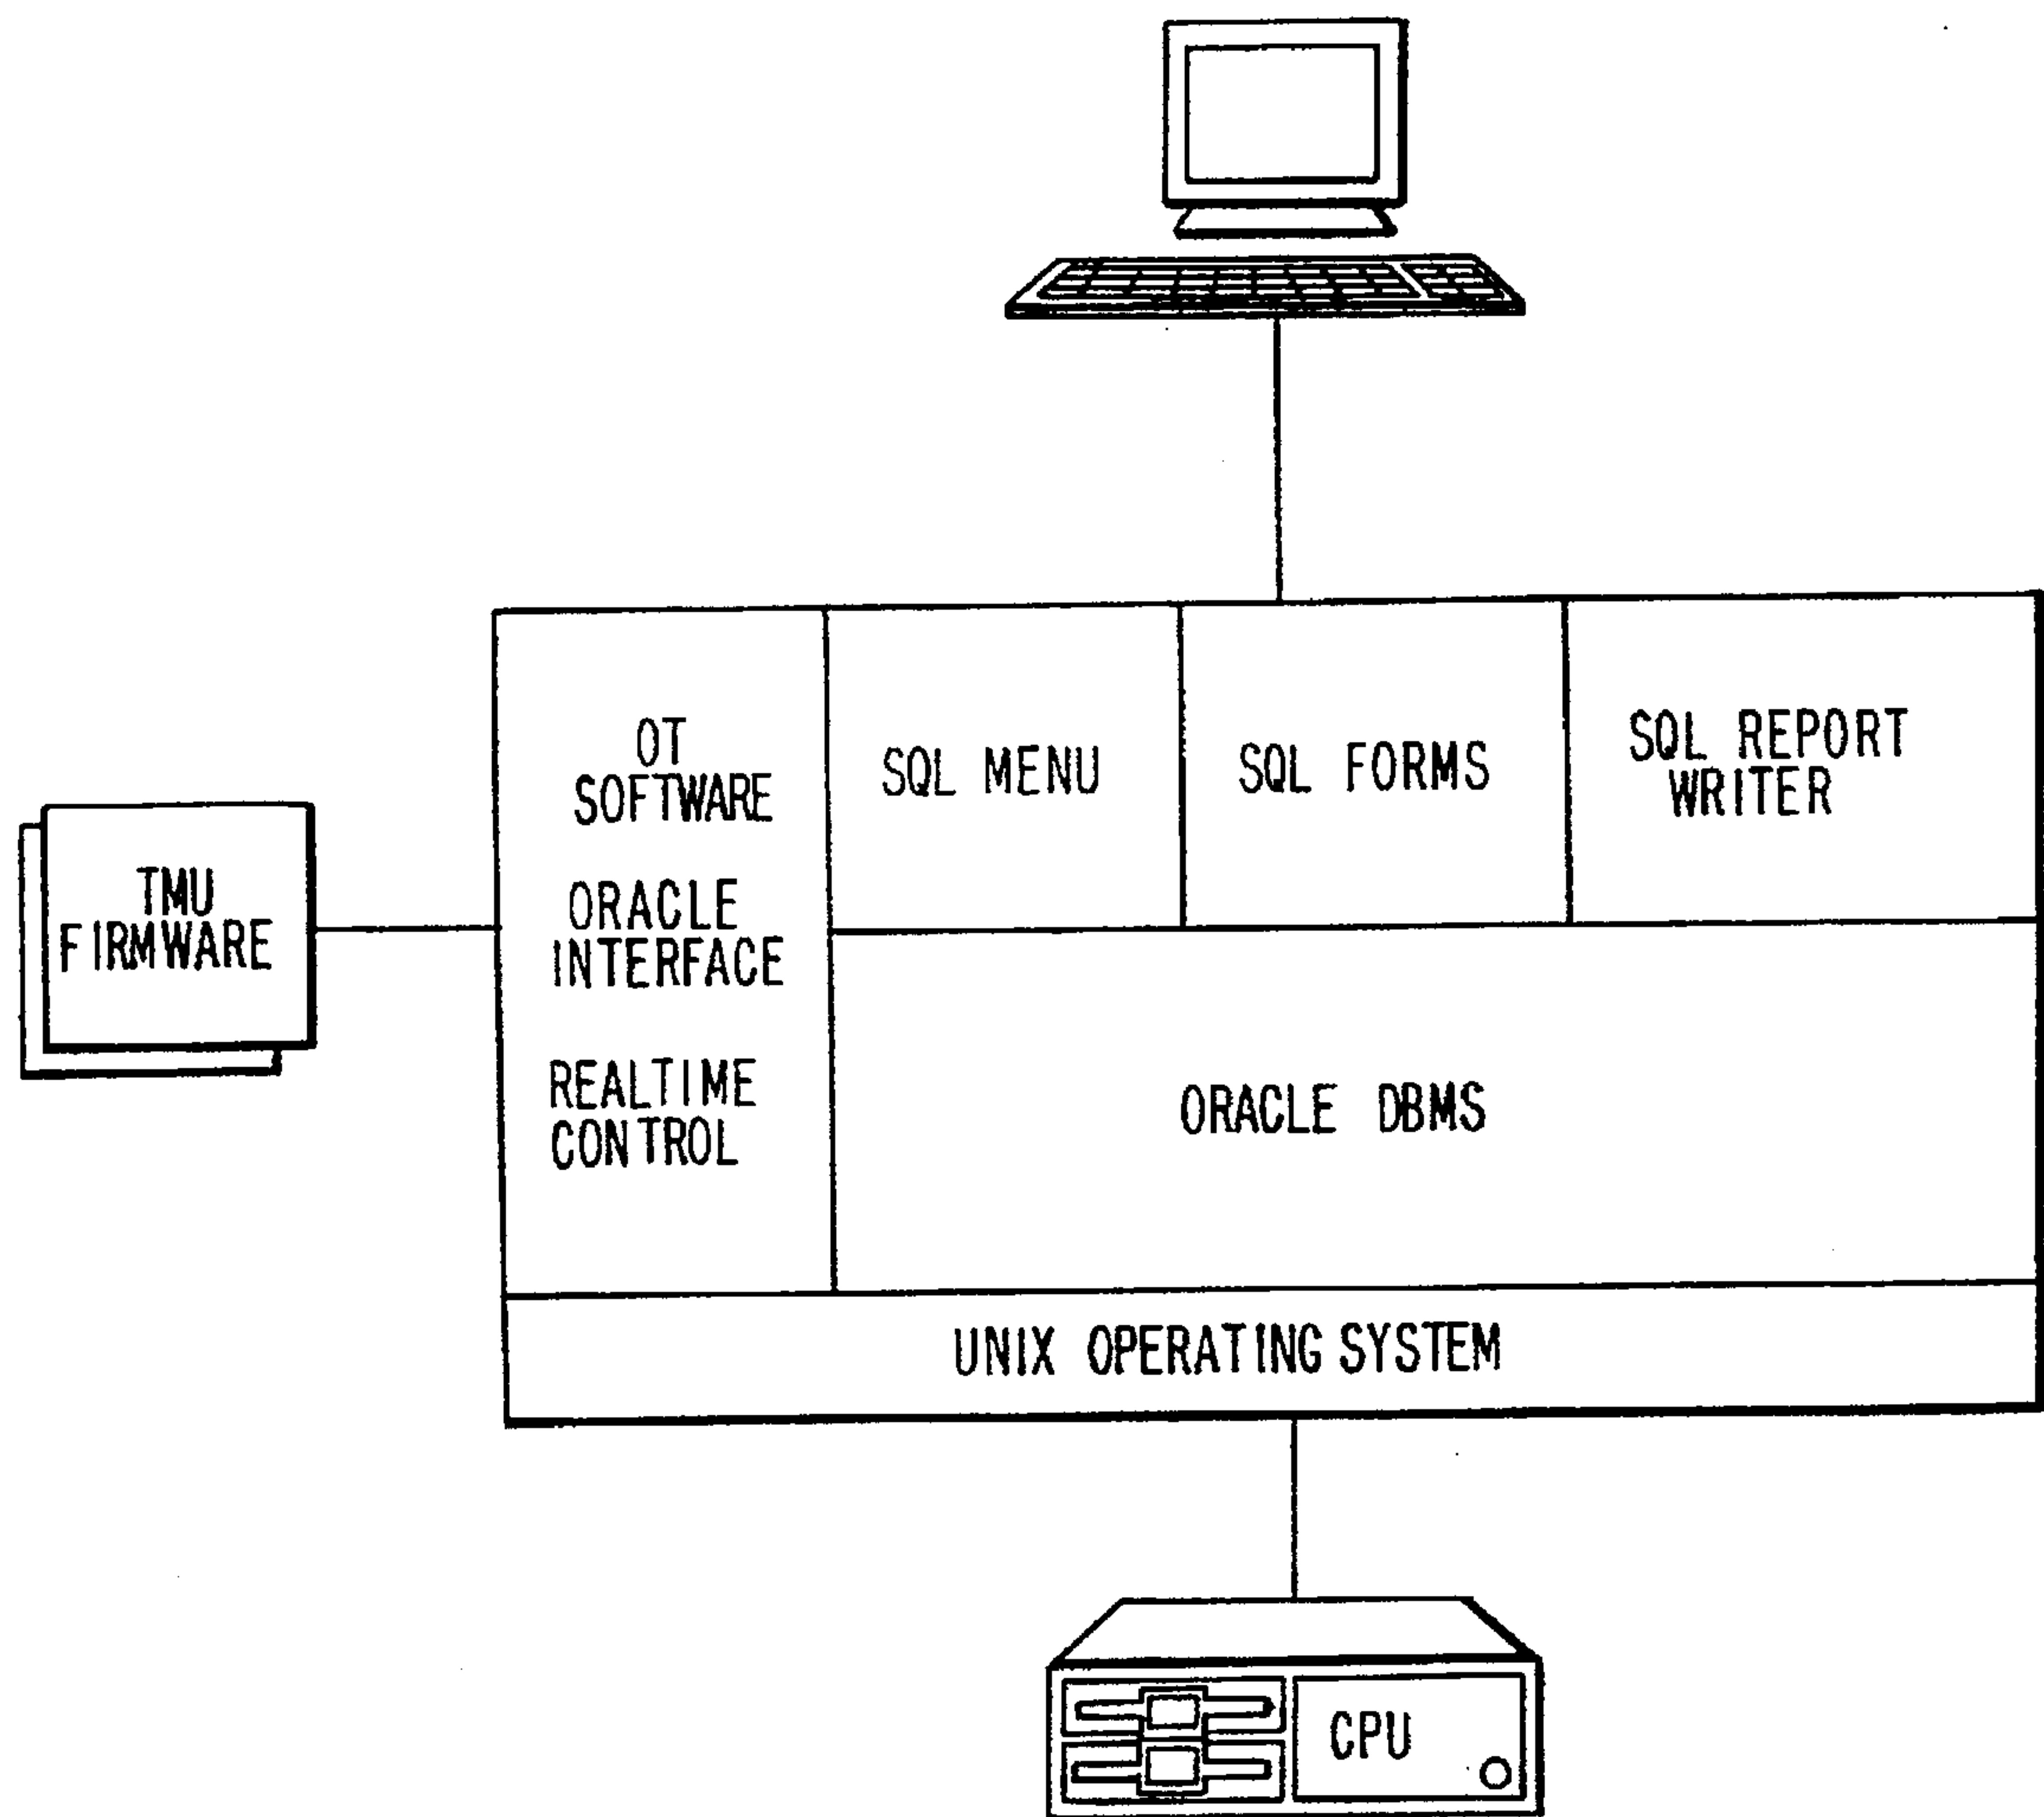 OT
SOFTWARE
ORACLE
INTERFACE
REALTIME
CONTROL
SQL MENU
SQL FORMS
SQL REPORT
WRITER
TMU
FIRMWARE
ORACLE DBMS
UNIX OPERATING SYSTEM
CPU